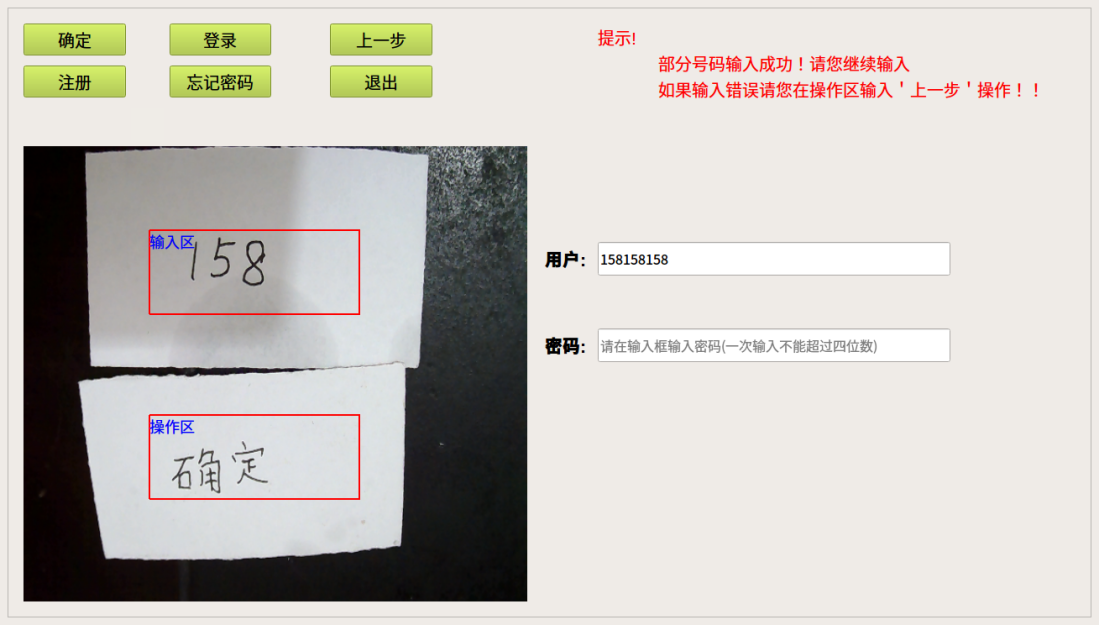 确定 登录 上一步
注册 忘记密码 退出
提示!
部分号码输入成功！请您继续输入
如果输入错误请您在操作区输入＇上一步＇操作！！
输入区
158
操作区
确定
用户: 158158158
密码: 请在输入框输入密码(一次输入不能超过四位数)